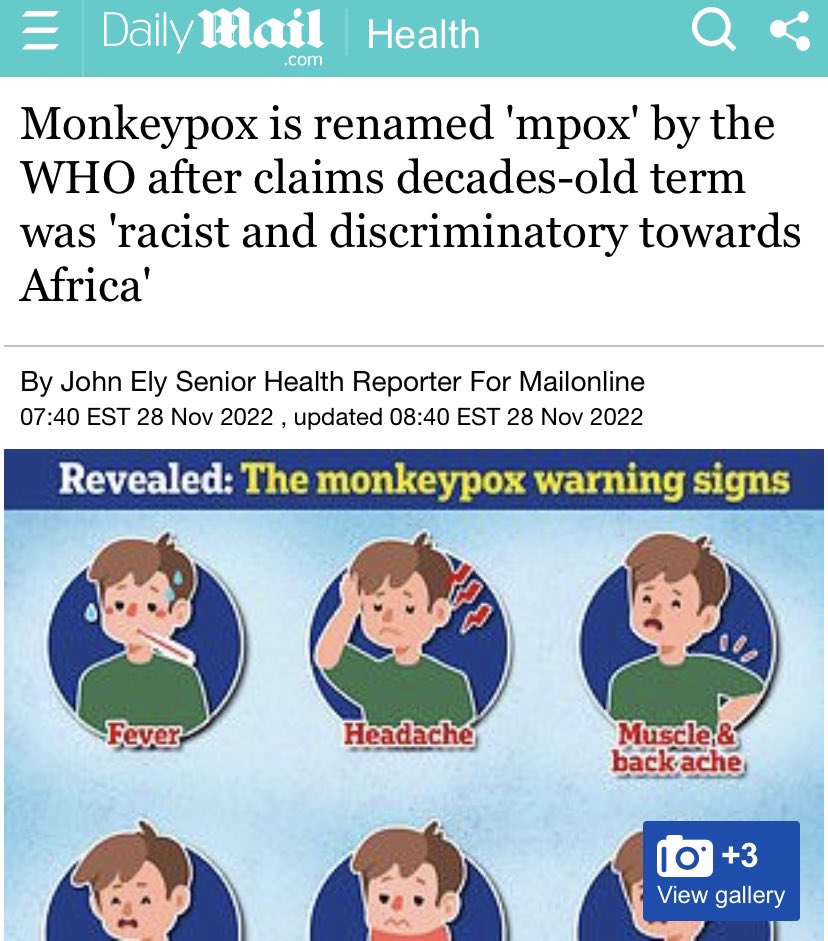 Daily Mail
.com
Health
Monkeypox is renamed 'mpox' by the
WHO after claims decades-old term
was 'racist and discriminatory towards
Africa'
By John Ely Senior Health Reporter For Mailonline
07:40 EST 28 Nov 2022 , updated 08:40 EST 28 Nov 2022
Revealed: The monkeypox warning signs
Fever
Headache
Muscle &
back ache
+3
View gallery